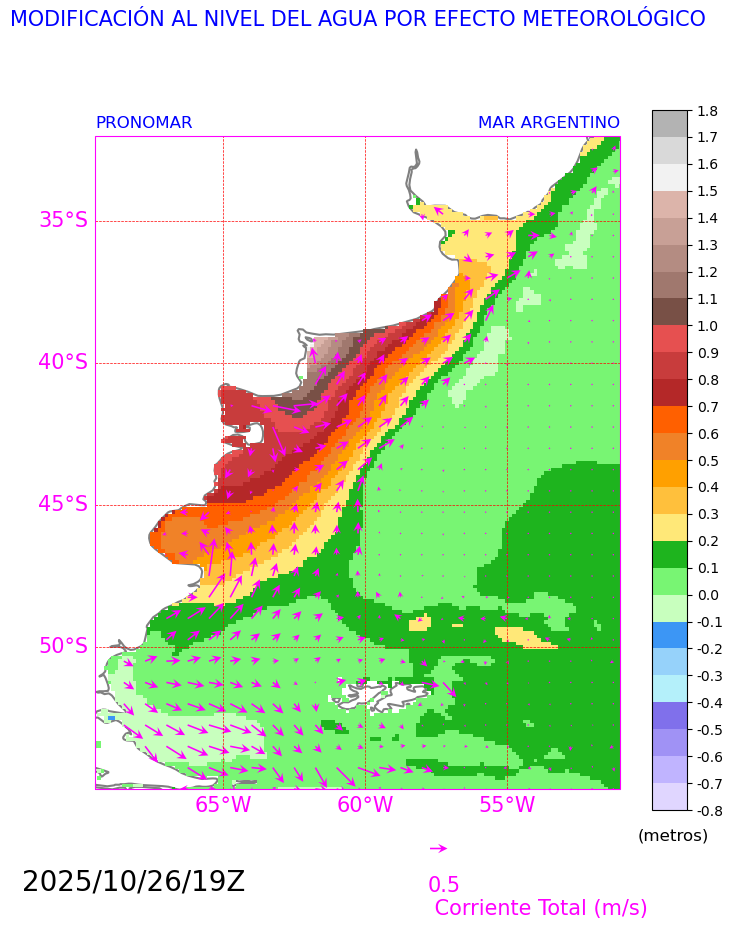 MODIFICACIÓN AL NIVEL DEL AGUA POR EFECTO METEOROLÓGICO
PRONOMAR
MAR ARGENTINO
35°S
40°S
45°S
50°S
65°W
60°W
55°W
1.8
1.7
1.6
1.5
1.4
1.3
1.2
1.1
1.0
0.9
0.8
0.7
0.6
0.5
0.4
0.3
0.2
0.1
0.0
-0.1
-0.2
-0.3
-0.4
-0.5
-0.6
-0.7
-0.8
(metros)
2025/10/26/19Z
0.5
Corriente Total (m/s)